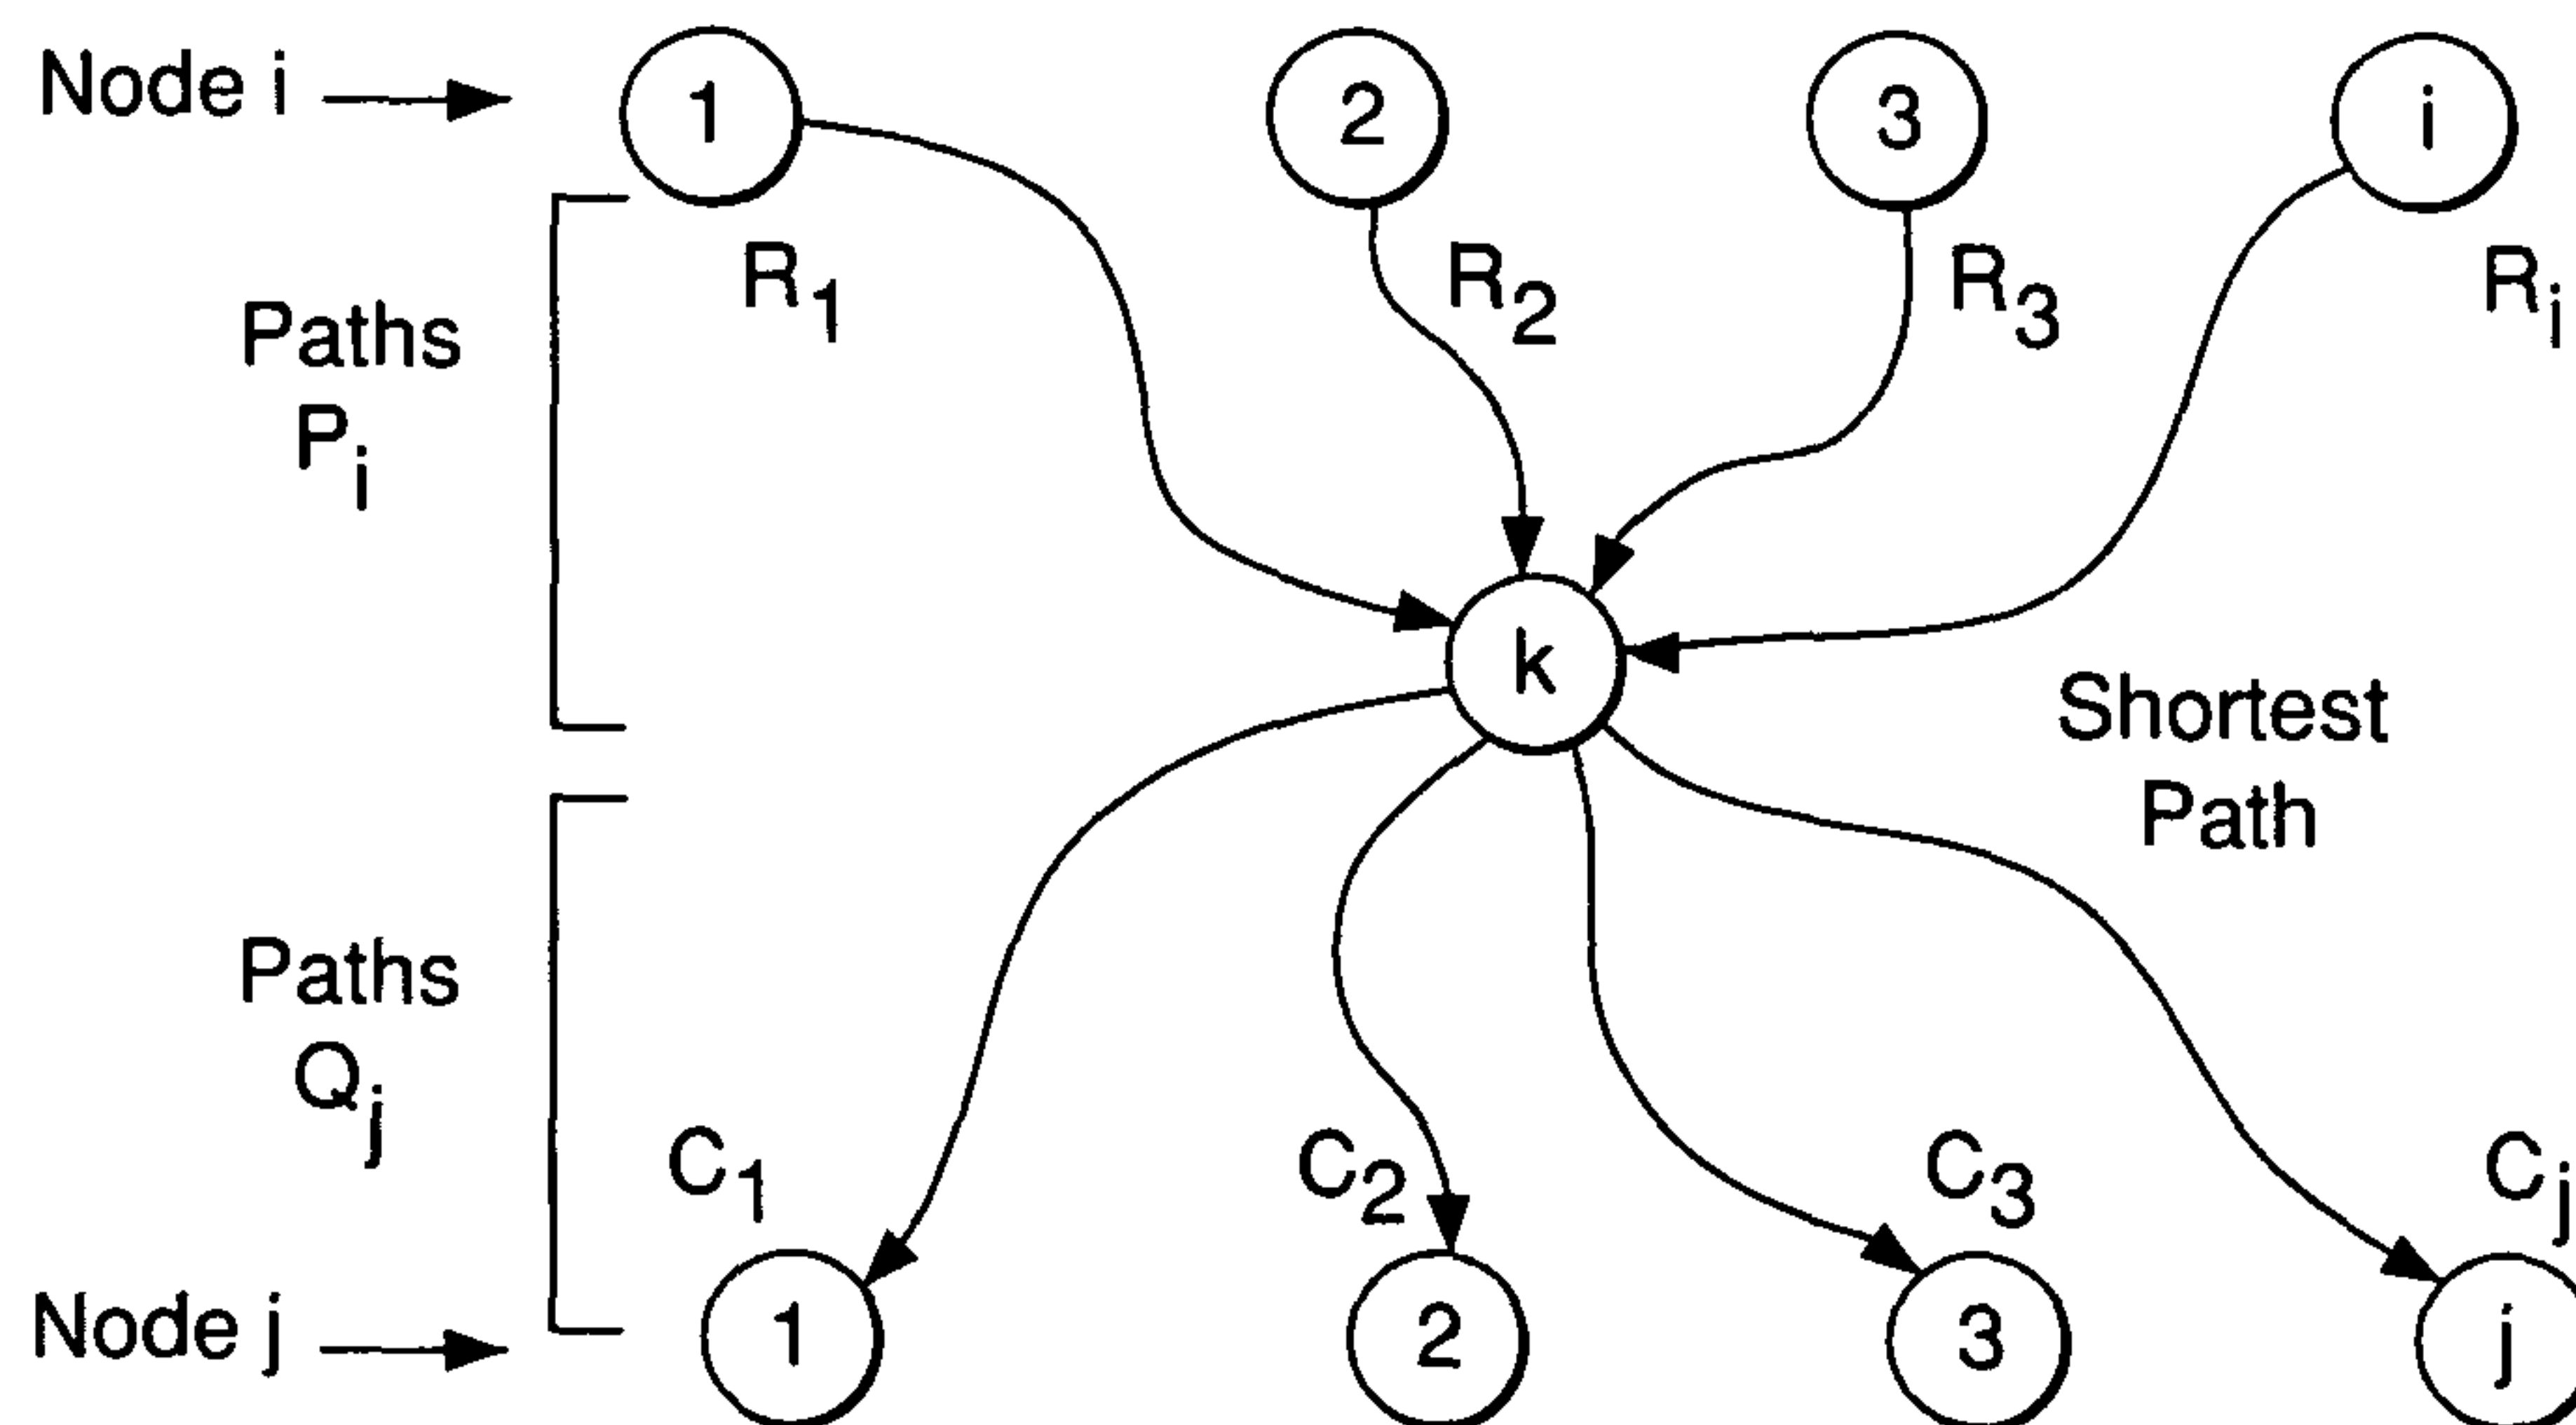 Node i
1
2
3
i
R1
R2
R3
Ri
Paths
Pi
k
Shortest
Path
Paths
Qj
C1
C2
C3
Cj
Node j
1
2
3
j